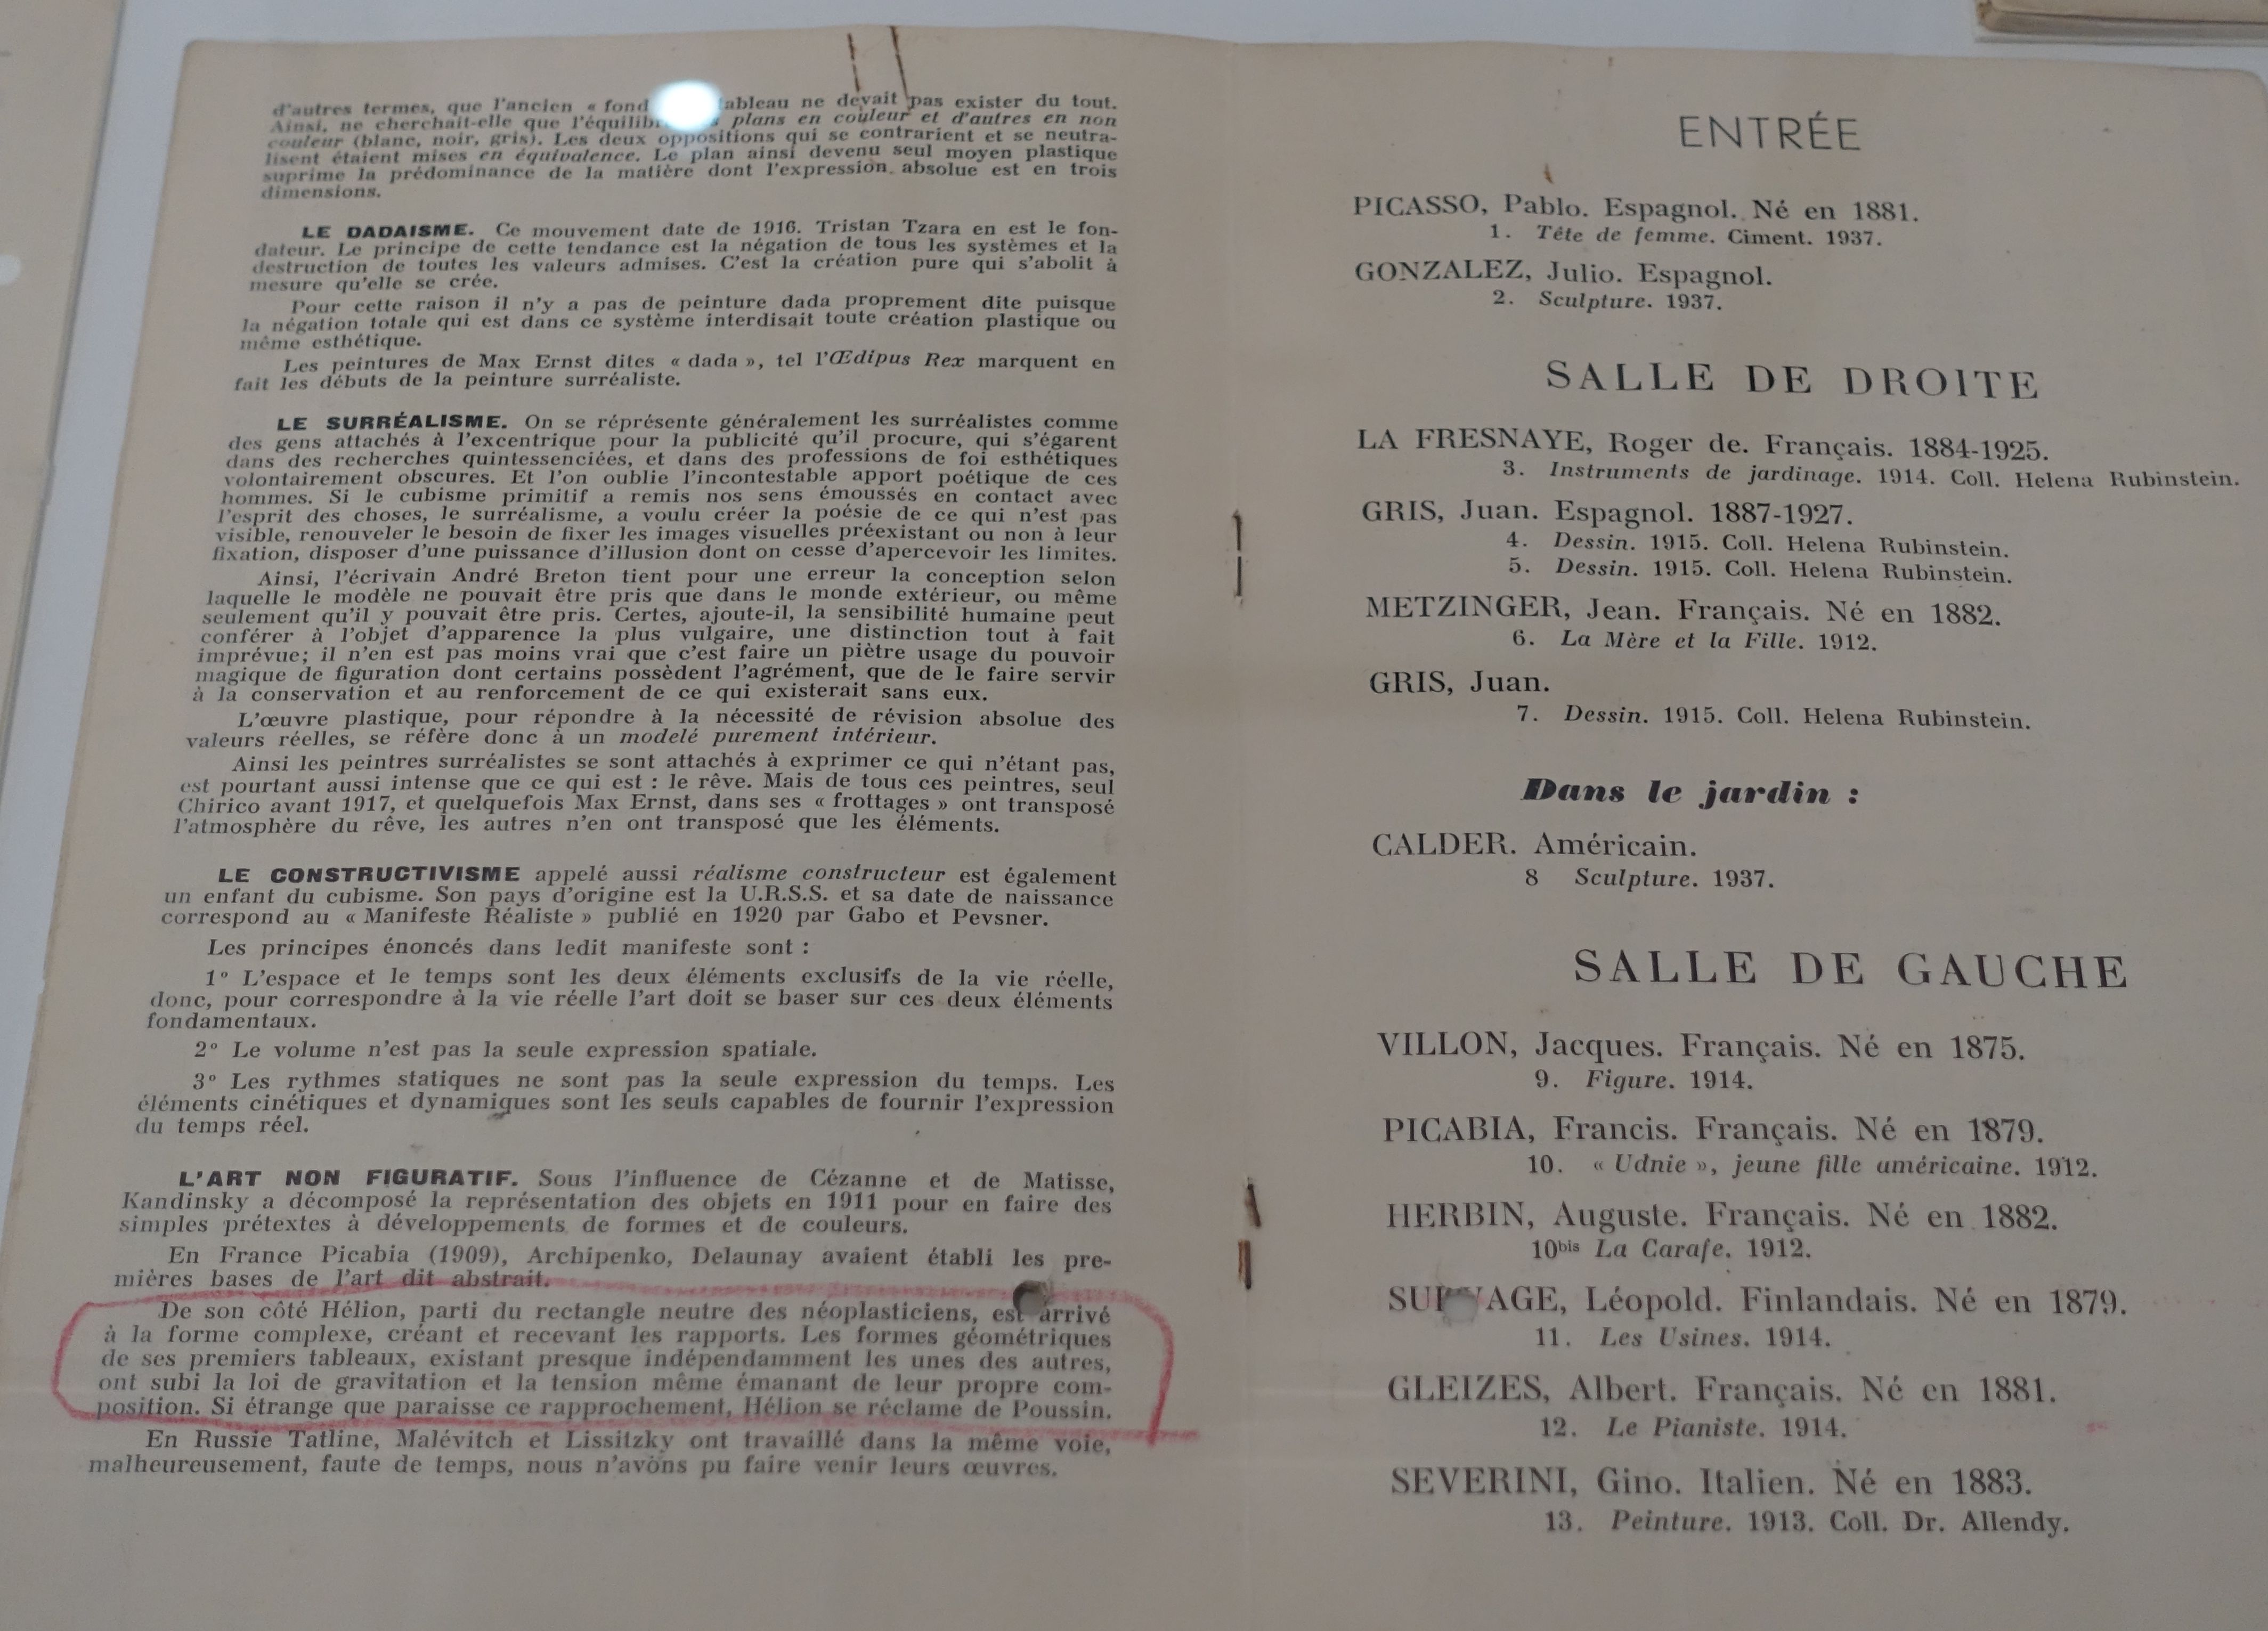 d'autres termes, que l'ancien « fond ne devait pas exister du tout.
Ainsi, ne cherchait-elle que plans en couleur et d'autres en non
couleur (blanc, noir, gris). Les deux oppositions qui se contrarient et se neutra-
lisent étaient mises en équivalence. Le plan ainsi devenu seul moyen plastique
suprime la prédominance de la matière dont l'expression absolue est en trois
dimensions.
LE DADAISME. Ce mouvement date de 1916. Tristan Tzara en est le fon-
dateur. Le principe de cette tendance est la négation de tous les systèmes et la
destruction de toutes les valeurs admises. C'est la création pure qui s'abolit à
mesure qu'elle se crée.
Pour cette raison il n'y a pas de peinture dada proprement dite puisque
la négation totale qui est dans ce système interdisait toute création plastique ou
même esthétique.
Les peintures de Max Ernst dites « dada », tel l'Œdipus Rex marquent en
fait les débuts de la peinture surréaliste.
LE SURRÉALISME. On se réprésente généralement les surréalistes comme
des gens attachés à l'excentrique pour la publicité qu'il procure, qui s'égarent
dans des recherches quintessenciées, et dans des professions de foi esthétiques
volontairement obscures. Et l'on oublie l'incontestable apport poétique de ces
hommes. Si le cubisme primitif a remis nos sens émoussés en contact avec
l'esprit des choses, le surréalisme, a voulu créer la poésie de ce qui n'est pas
visible, renouveler le besoin de fixer les images visuelles préexistant ou non à leur
fixation, disposer d'une puissance d'illusion dont on cesse d'apercevoir les limites.
Ainsi, l'écrivain André Breton tient pour une erreur la conception selon
laquelle le modèle ne pouvait être pris que dans le monde extérieur, ou même
seulement qu'il y pouvait être pris. Certes, ajoute-il, la sensibilité humaine peut
conférer à l'objet d'apparence la plus vulgaire, une distinction tout à fait
imprévue; il n'en est pas moins vrai que c'est faire un piètre usage du pouvoir
magique de figuration dont certains possèdent l'agrément, que de le faire servir
à la conservation et au renforcement de ce qui existerait sans eux.
L'œuvre plastique, pour répondre à la nécessité de révision absolue des
valeurs réelles, se réfère donc à un modelé purement intérieur.
Ainsi les peintres surréalistes se sont attachés à exprimer ce qui n'étant pas,
est pourtant aussi intense que ce qui est : le rêve. Mais de tous ces peintres, seul
Chirico avant 1917, et quelquefois Max Ernst, dans ses « frottages » ont transposé
l'atmosphère du rêve, les autres n'en ont transposé que les éléments.
LE CONSTRUCTIVISME appelé aussi réalisme constructeur est également
un enfant du cubisme. Son pays d'origine est la U.R.S.S. et sa date de naissance
correspond au « Manifeste Réaliste » publié en 1920 par Gabo et Pevsner.
Les principes énoncés dans ledit manifeste sont :
1° L'espace et le temps sont les deux éléments exclusifs de la vie réelle,
donc, pour correspondre à la vie réelle l'art doit se baser sur ces deux éléments
fondamentaux.
2° Le volume n'est pas la seule expression spatiale.
3° Les rythmes statiques ne sont pas la seule expression du temps. Les
éléments cinétiques et dynamiques sont les seuls capables de fournir l'expression
du temps réel.
L'ART NON FIGURATIF. Sous l'influence de Cézanne et de Matisse,
Kandinsky a décomposé la représentation des objets en 1911 pour en faire des
simples prétextes à développements de formes et de couleurs.
En France Picabia (1909), Archipenko, Delaunay avaient établi les pre-
mières bases de l'art dit abstrait.
De son côté Hélion, parti du rectangle neutre des néoplasticiens, est arrivé
à la forme complexe, créant et recevant les rapports. Les formes géométriques
de ses premiers tableaux, existant presque indépendamment les unes des autres,
ont subi la loi de gravitation et la tension même émanant de leur propre com-
position. Si étrange que paraisse ce rapprochement, Hélion se réclame de Poussin.
En Russie Tatline, Malévitch et Lissitzky ont travaillé dans la même voie,
malheureusement, faute de temps, nous n'avons pu faire venir leurs œuvres.
ENTRÉE
PICASSO, Pablo. Espagnol. Né en 1881.
1. Tête de femme. Ciment. 1937.
GONZALEZ, Julio. Espagnol.
2. Sculpture. 1937.
SALLE DE DROITE
LA FRESNAYE, Roger de. Français. 1884-1925.
3. Instruments de jardinage. 1914. Coll. Helena Rubinstein.
GRIS, Juan. Espagnol. 1887-1927.
4. Dessin. 1915. Coll. Helena Rubinstein.
5. Dessin. 1915. Coll. Helena Rubinstein.
METZINGER, Jean. Français. Né en 1882.
6. La Mère et la Fille. 1912.
GRIS, Juan.
7. Dessin. 1915. Coll. Helena Rubinstein.
Dans le jardin :
CALDER. Américain.
8 Sculpture. 1937.
SALLE DE GAUCHE
VILLON, Jacques. Français. Né en 1875.
9. Figure. 1914.
PICABIA, Francis. Français. Né en 1879.
10. « Udnie », jeune fille américaine. 1912.
HERBIN, Auguste. Français. Né en 1882.
10bis La Carafe. 1912.
SURVAGE, Léopold. Finlandais. Né en 1879.
11. Les Usines. 1914.
GLEIZES, Albert. Français. Né en 1881.
12. Le Pianiste. 1914.
SEVERINI, Gino. Italien. Né en 1883.
13. Peinture. 1913. Coll. Dr. Allendy.